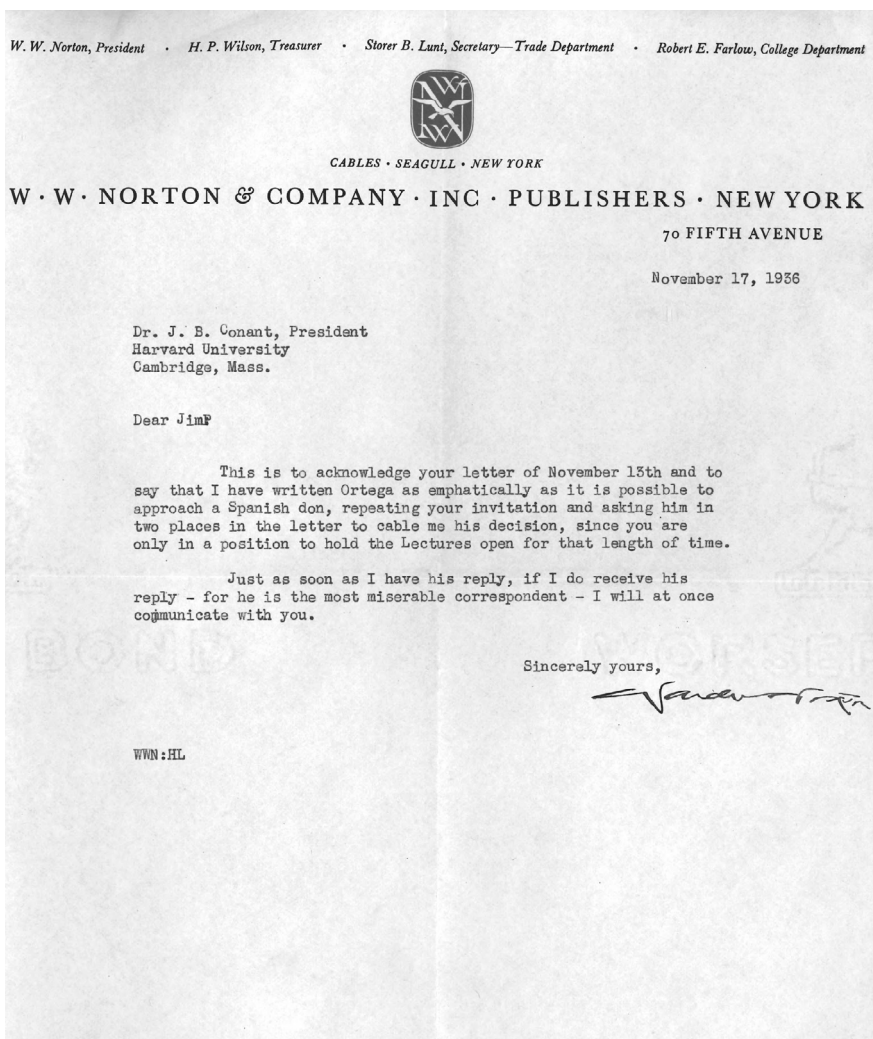 W. W. Norton, President · H. P. Wilson, Treasurer · Storer B. Lunt, Secretary—Trade Department · Robert E. Farlow, College Department
CABLES · SEAGULL · NEW YORK
W · W · NORTON & COMPANY · INC · PUBLISHERS · NEW YORK
70 FIFTH AVENUE
November 17, 1936
Dr. J. B. Conant, President
Harvard University
Cambridge, Mass.
Dear Jim
This is to acknowledge your letter of November 13th and to
say that I have written Ortega as emphatically as it is possible to
approach a Spanish don, repeating your invitation and asking him in
two places in the letter to cable me his decision, since you are
only in a position to hold the Lectures open for that length of time.
Just as soon as I have his reply, if I do receive his
reply - for he is the most miserable correspondent - I will at once
communicate with you.
Sincerely yours,
WWN:HL